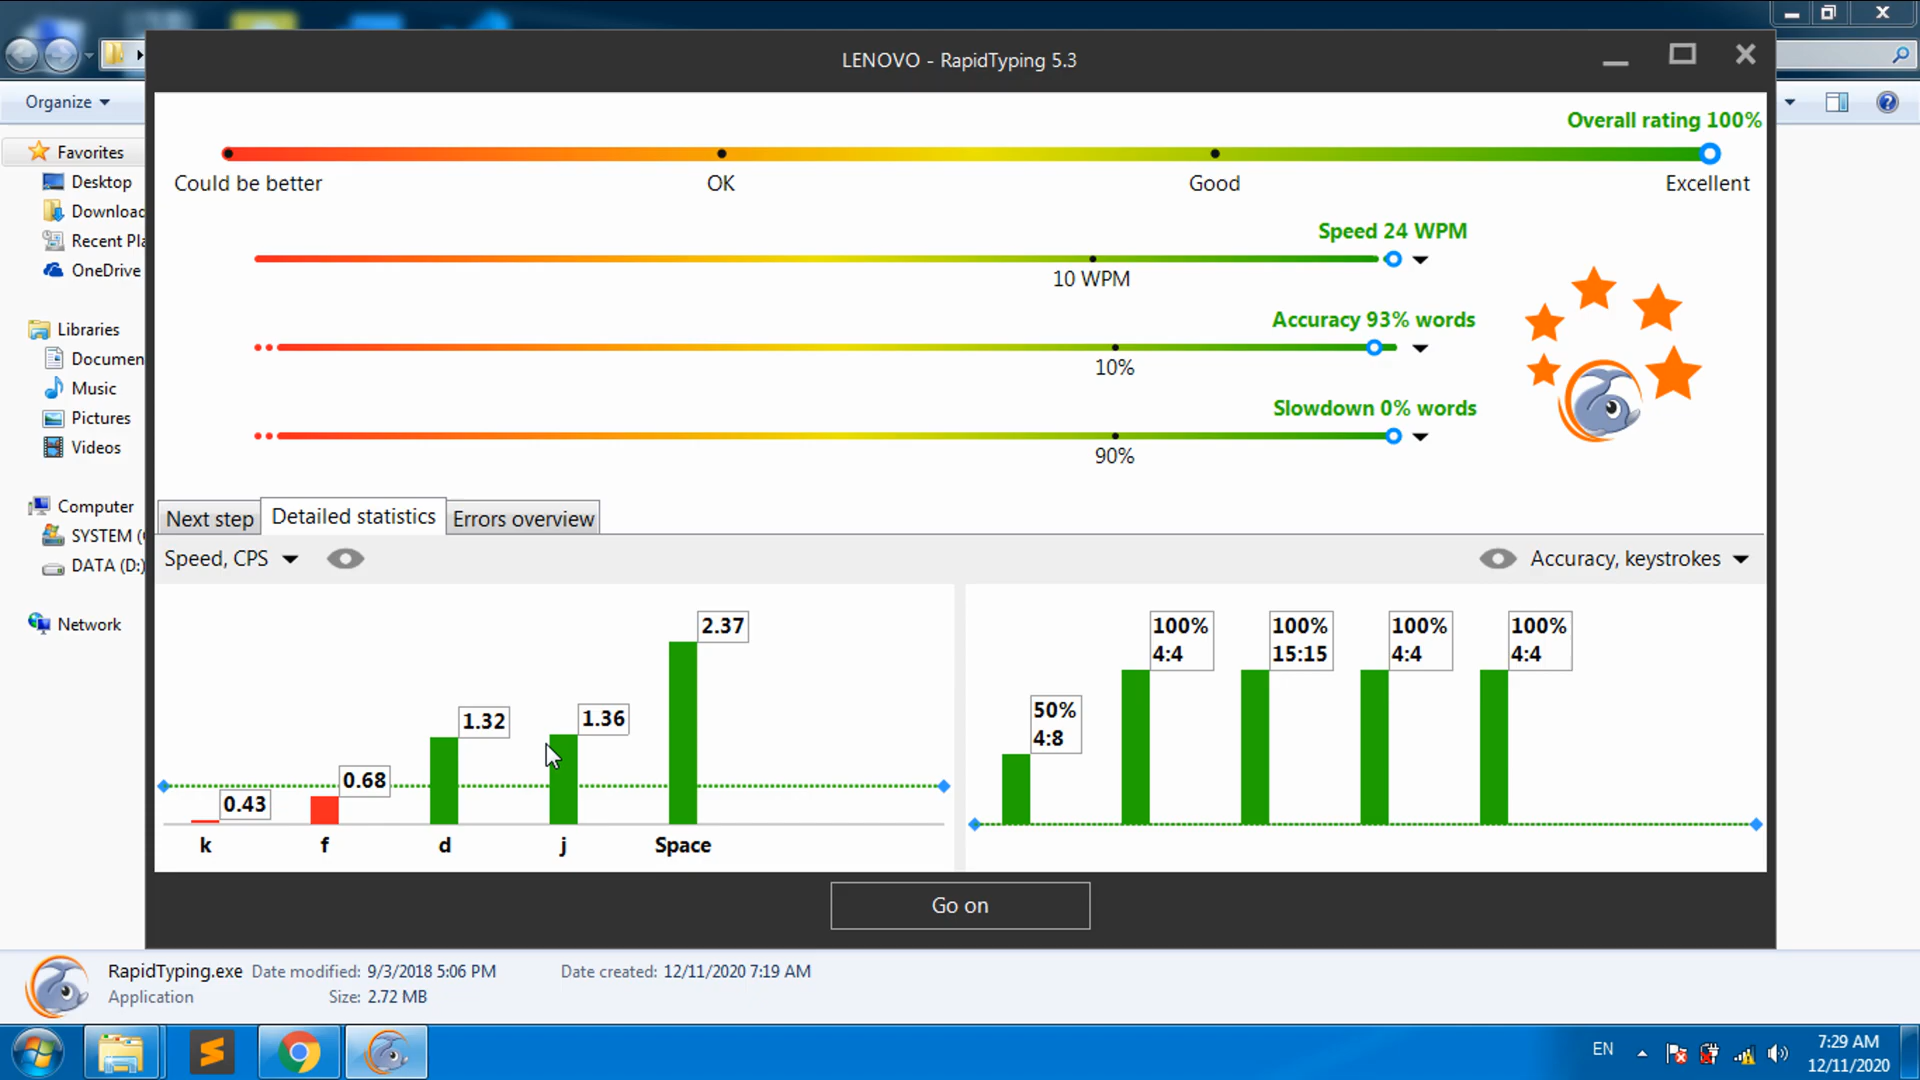 LENOVO - RapidTyping 5.3
Organize
Favorites
Desktop
Download
Recent Pla
OneDrive
Libraries
Documen
Music
Pictures
Videos
Computer
SYSTEM (
DATA (D:)
Network
Overall rating 100%
Could be better
OK
Good
Excellent
Speed 24 WPM
10 WPM
Accuracy 93% words
10%
Slowdown 0% words
90%
Next step
Detailed statistics
Errors overview
Speed, CPS
Accuracy, keystrokes
0.43
0.68
1.32
1.36
2.37
k
f
d
j
Space
50%
4:8
100%
4:4
100%
15:15
100%
4:4
100%
4:4
Go on
RapidTyping.exe
Date modified: 9/3/2018 5:06 PM
Date created: 12/11/2020 7:19 AM
Application
Size: 2.72 MB
EN
7:29 AM
12/11/2020